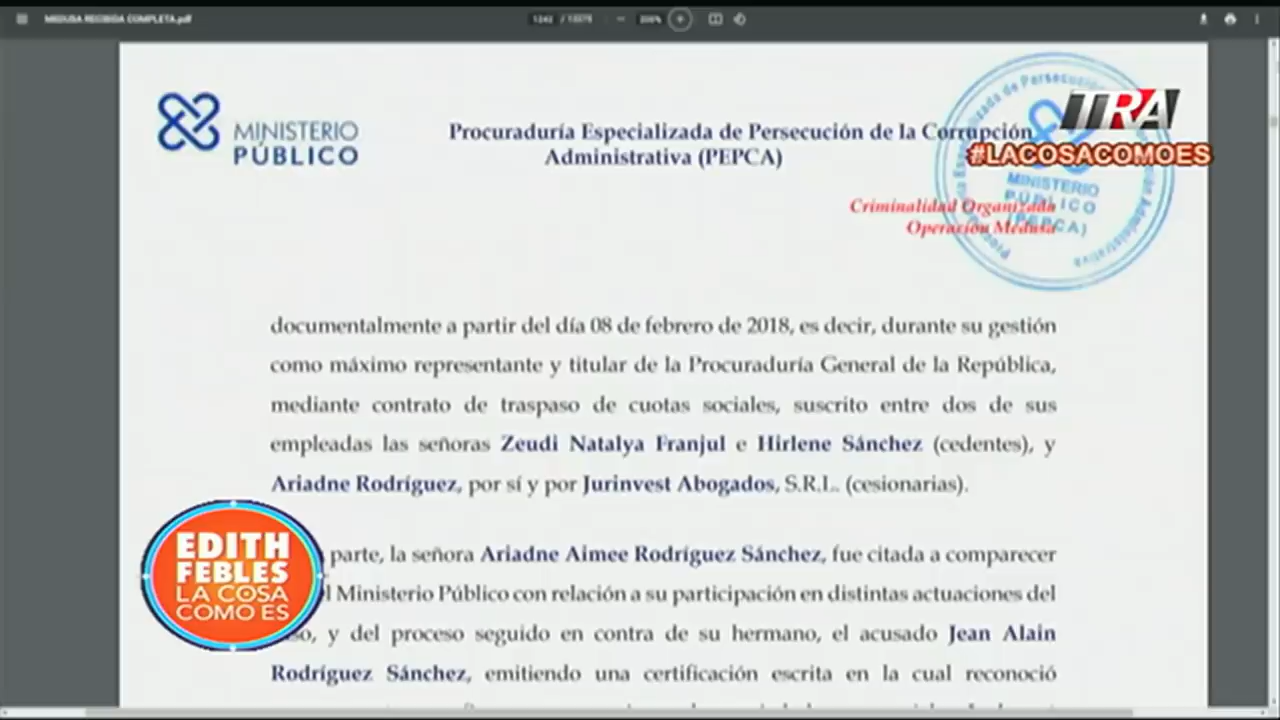 MEDUSA RECIBIDA COMPLETA.pdf
MINISTERIO
PÚBLICO
Procuraduría Especializada de Persecución de la Corrupción
Administrativa (PEPCA)
TRA
#LACOSACOMOES
MINISTERIO
PÚBLICO
(PEPCA)
Criminalidad Organizada
Operación Medusa
documentalmente a partir del día 08 de febrero de 2018, es decir, durante su gestión
como máximo representante y titular de la Procuraduría General de la República,
mediante contrato de traspaso de cuotas sociales, suscrito entre dos de sus
empleadas las señoras Zeudi Natalya Franjul e Hirlene Sánchez (cedentes), y
Ariadne Rodríguez, por sí y por Jurinvest Abogados, S.R.L. (cesionarias).
parte, la señora Ariadne Aimee Rodríguez Sánchez, fue citada a comparecer
l Ministerio Público con relación a su participación en distintas actuaciones del
so, y del proceso seguido en contra de su hermano, el acusado Jean Alain
Rodríguez Sánchez, emitiendo una certificación escrita en la cual reconoció
EDITH
FEBLES
LA COSA
COMO ES